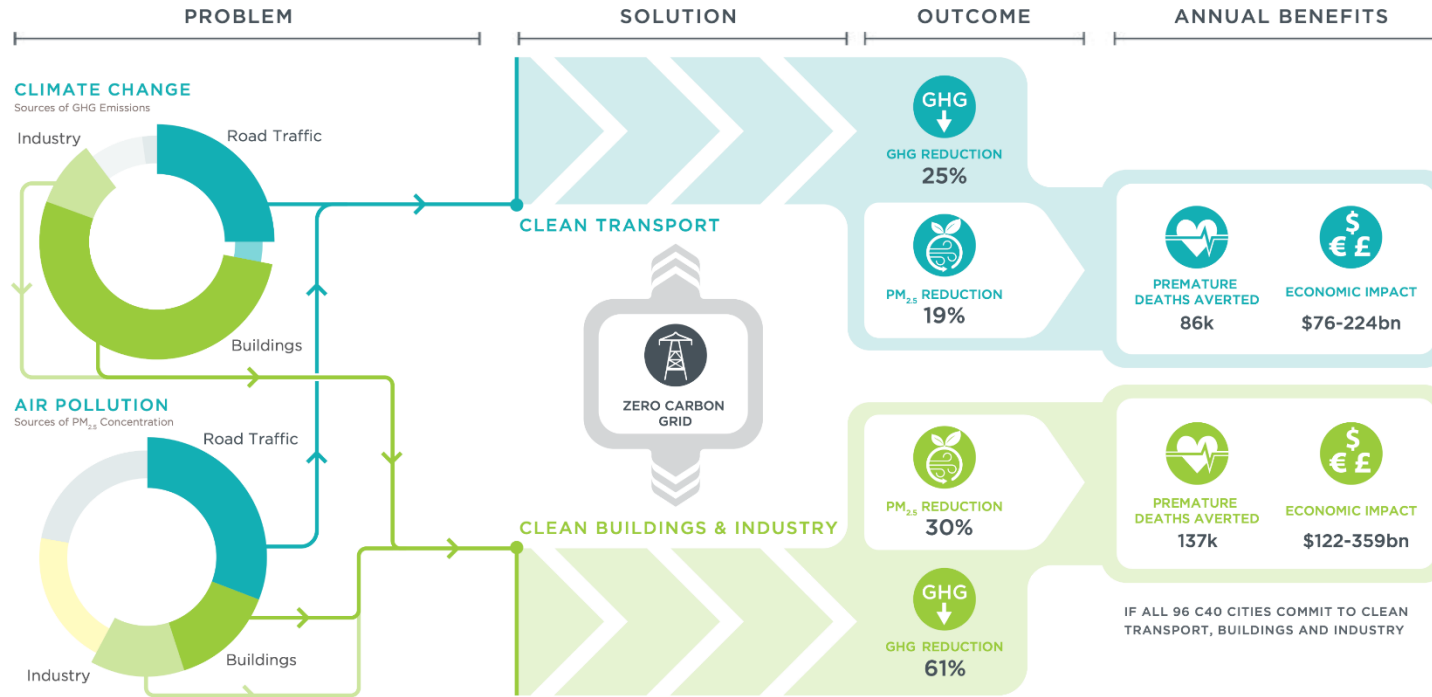 PROBLEM
SOLUTION
OUTCOME
ANNUAL BENEFITS
CLIMATE CHANGE
Sources of GHG Emissions
Industry
Road Traffic
Buildings
AIR POLLUTION
Sources of PM2.5 Concentration
Road Traffic
Buildings
Industry
CLEAN TRANSPORT
ZERO CARBON
GRID
CLEAN BUILDINGS & INDUSTRY
GHG
GHG REDUCTION
25%
PM2.5 REDUCTION
19%
PM2.5 REDUCTION
30%
GHG
GHG REDUCTION
61%
PREMATURE
DEATHS AVERTED
86k
$
€ £
ECONOMIC IMPACT
$76-224bn
PREMATURE
DEATHS AVERTED
137k
$
€ £
ECONOMIC IMPACT
$122-359bn
IF ALL 96 C40 CITIES COMMIT TO CLEAN
TRANSPORT, BUILDINGS AND INDUSTRY